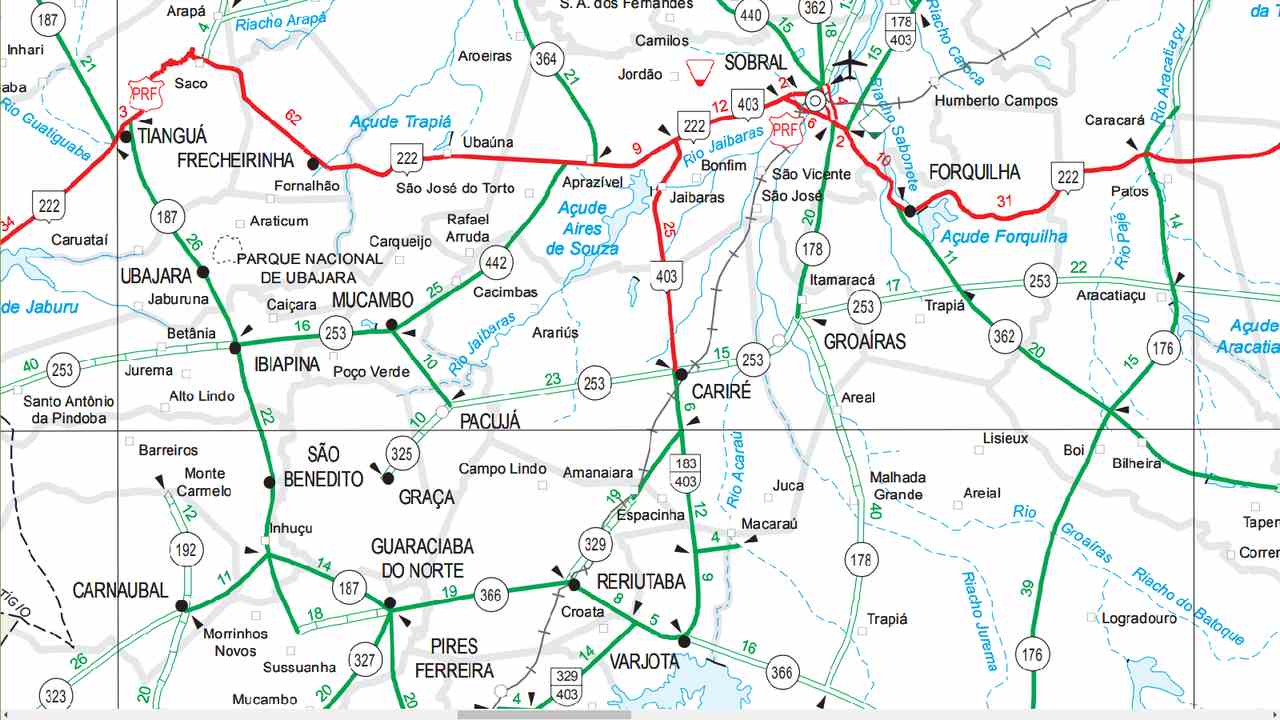 187
Arapá
4
Riacho Arapá
S. A. dos Fernandes
440
15
362
18
178
403
15
Riacho Carioca
da T
Inhari
21
Aroeiras
364
21
Camilos
SOBRAL
Jordão
Saco
PRF
62
Rio Guatiguaba
3
TIANGUÁ
Açude Trapiá
12
403
2
4
6
PRF
2
Humberto Campos
Rio Aracatiaçu
Caracará
FRECHEIRINHA
Fornalhão
222
Ubaúna
9
222
Rio Jaibaras
Bonfim
Riacho Sabonete
10
FORQUILHA
222
31
Patos
São José do Torto
Aprazível
Jaibaras
São Vicente
São José
222
34
187
26
Araticum
Caruataí
Rafael
Arruda
Açude
Aires
de Souza
25
20
178
Açude Forquilha
Rio Pajé
14
Carqueijo
442
PARQUE NACIONAL
DE UBAJARA
UBAJARA
Jaburuna
de Jaburu
Caiçara
MUCAMBO
25
Cacimbas
403
Itamaracá
253
17
11
253
22
Trapiá
Aracatiaçu
Betânia
16
253
Rio Jaibaras
Arariús
GROAÍRAS
362
20
176
15
Açude
Aracatia
40
253
Jurema
IBIAPINA
Poço Verde
10
23
253
15
253
CARIRÉ
Santo Antônio
da Pindoba
Alto Lindo
22
10
PACUJÁ
6
Areal
Barreiros
SÃO
BENEDITO
325
GRAÇA
Monte
Carmelo
12
Campo Lindo
Amanaiara
183
403
Rio Acaraú
Juca
Malhada
Grande
40
Lisieux
Boi
Bilheira
Areial
Inhuçu
19
Espacinha
12
Macaraú
4
Rio
Groaíras
Taper
Correr
192
GUARACIABA
DO NORTE
329
178
CARNAUBAL
11
14
187
19
366
RERIUTABA
9
39
Riacho do Batoque
TIGIO
18
8
Croata
5
Trapiá
Riacho Jurema
Logradouro
Morrinhos
Novos
Sussuanha
PIRES
FERREIRA
VARJOTA
16
366
176
26
323
20
Mucambo
327
20
20
14
329
403
4